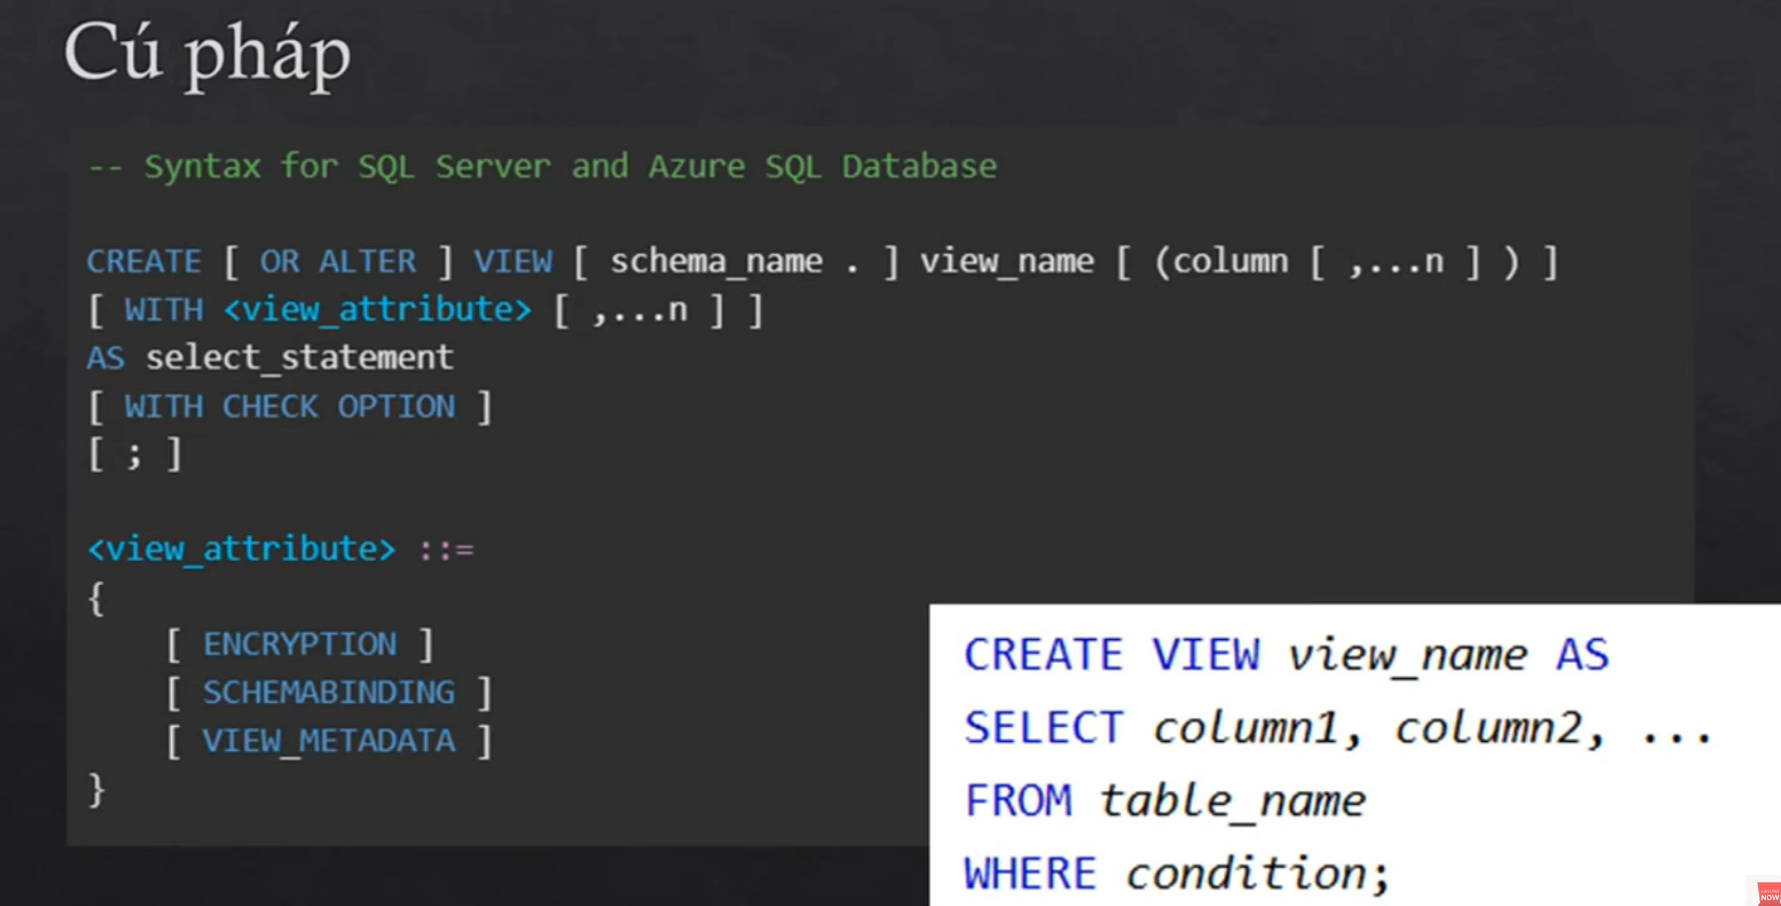 Cú pháp
-- Syntax for SQL Server and Azure SQL Database
CREATE [ OR ALTER ] VIEW [ schema_name . ] view_name [ (column [ ,...n ] ) ]
[ WITH <view_attribute> [ ,...n ] ]
AS select_statement
[ WITH CHECK OPTION ]
[ ; ]
<view_attribute> ::=
{
[ ENCRYPTION ]
[ SCHEMABINDING ]
[ VIEW_METADATA ]
}
CREATE VIEW view_name AS
SELECT column1, column2, ...
FROM table_name
WHERE condition;
NOW